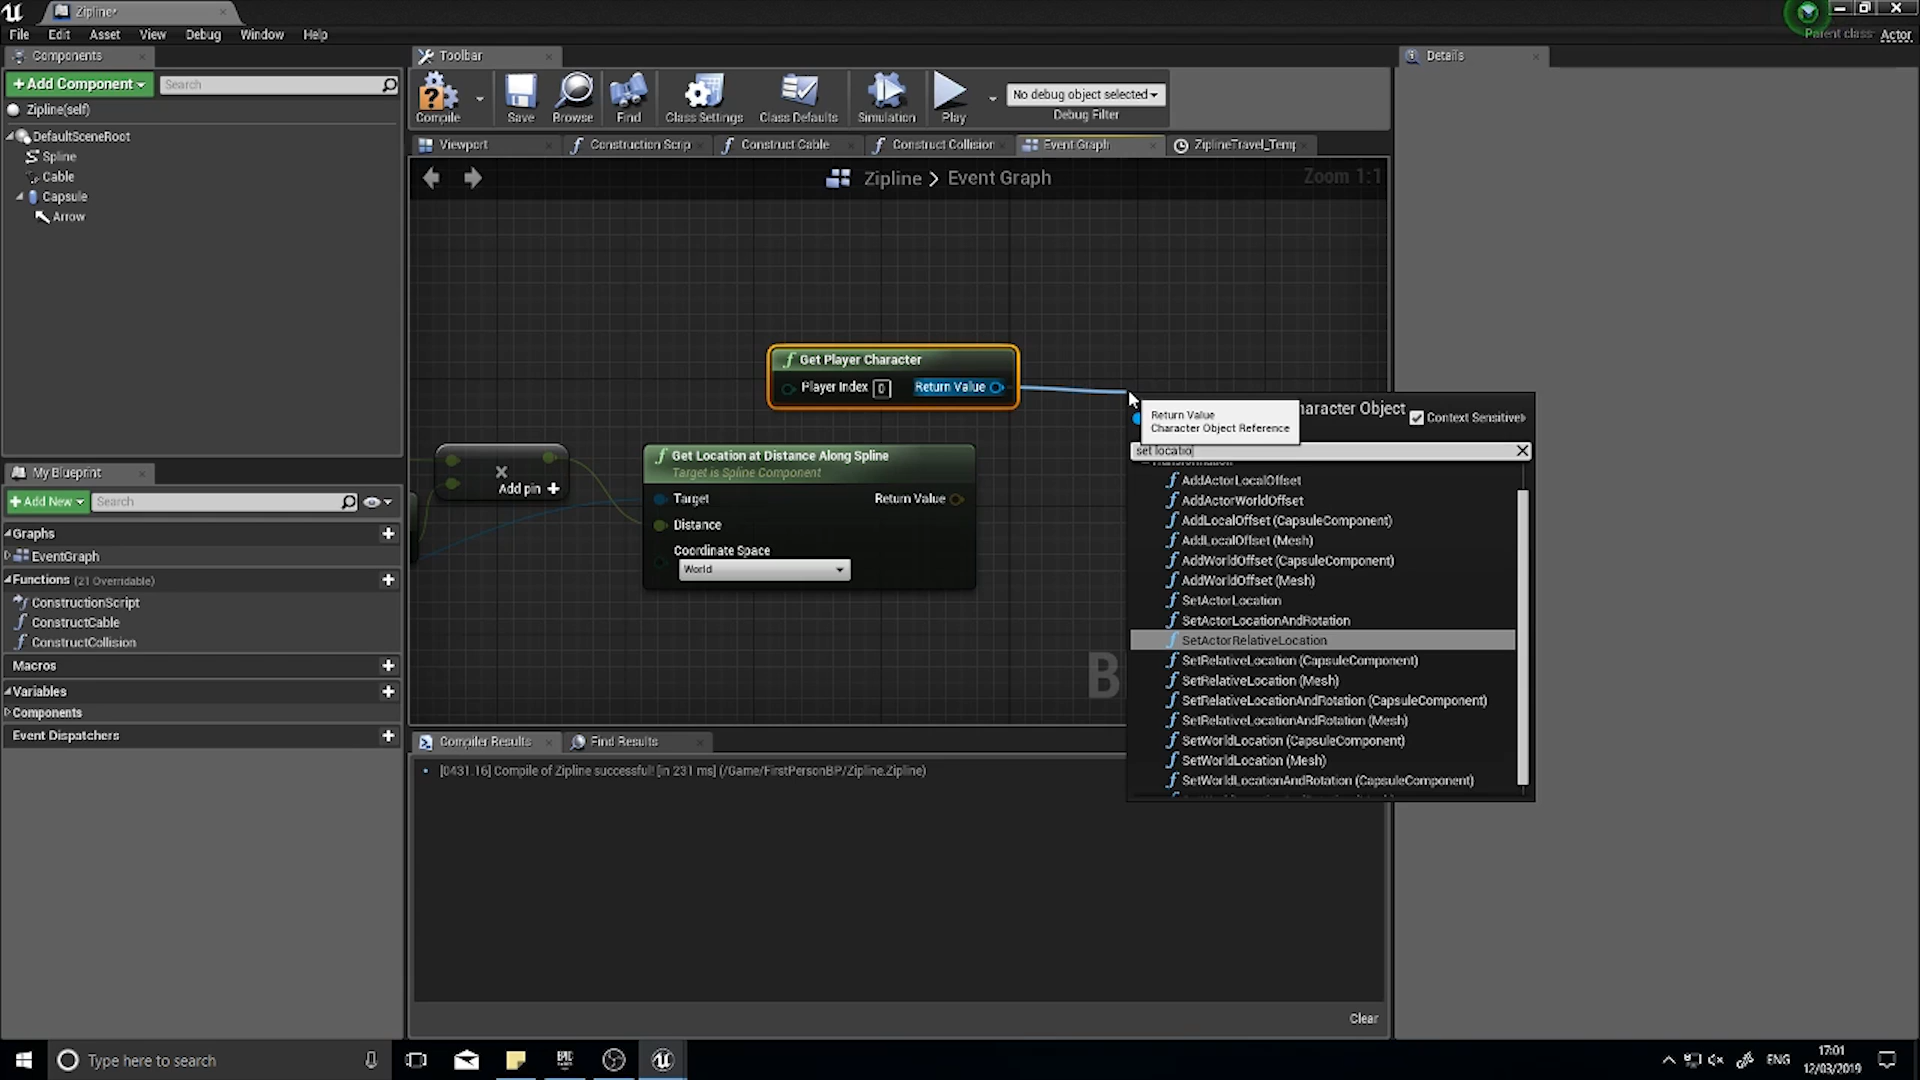 Zipline*
File Edit Asset View Debug Window Help
Parent class: Actor
Components
Toolbar
Details
+ Add Component
Search
Zipline(self)
DefaultSceneRoot
Spline
Cable
Capsule
Arrow
Compile
Save
Browse
Find
Class Settings
Class Defaults
Simulation
Play
No debug object selected
Debug Filter
Viewport
Construction Scrip
Construct Cable
Construct Collision
Event Graph
ZiplineTravel_Temp
Zipline > Event Graph
Zoom 1:1
Get Player Character
Player Index 0
Return Value
Add pin +
Get Location at Distance Along Spline
Target is Spline Component
Target
Return Value
Distance
Coordinate Space
World
Return Value
Character Object Reference
haracter Object
Context Sensitive
set locatio
AddActorLocalOffset
AddActorWorldOffset
AddLocalOffset (CapsuleComponent)
AddLocalOffset (Mesh)
AddWorldOffset (CapsuleComponent)
AddWorldOffset (Mesh)
SetActorLocation
SetActorLocationAndRotation
SetActorRelativeLocation
SetRelativeLocation (CapsuleComponent)
SetRelativeLocation (Mesh)
SetRelativeLocationAndRotation (CapsuleComponent)
SetRelativeLocationAndRotation (Mesh)
SetWorldLocation (CapsuleComponent)
SetWorldLocation (Mesh)
SetWorldLocationAndRotation (CapsuleComponent)
B
My Blueprint
+ Add New
Search
Graphs
EventGraph
Functions (21 Overridable)
ConstructionScript
ConstructCable
ConstructCollision
Macros
Variables
Components
Event Dispatchers
Compiler Results
Find Results
[0431.16] Compile of Zipline successful! [in 231 ms] (/Game/FirstPersonBP/Zipline.Zipline)
Clear
Type here to search
ENG
17:01
12/03/2019